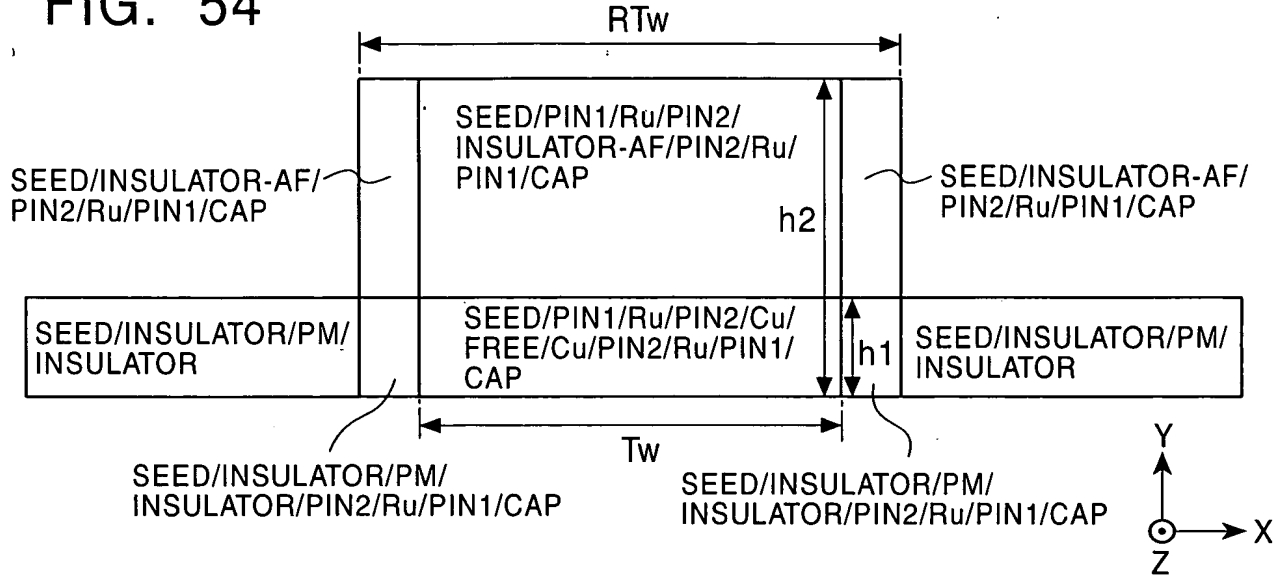 FIG. 54
RTw
SEED/PIN1/Ru/PIN2/
INSULATOR-AF/PIN2/Ru/
PIN1/CAP
SEED/INSULATOR-AF/
PIN2/Ru/PIN1/CAP
SEED/INSULATOR-AF/
PIN2/Ru/PIN1/CAP
h2
SEED/INSULATOR/PM/
INSULATOR
SEED/PIN1/Ru/PIN2/Cu/
FREE/Cu/PIN2/Ru/PIN1/
CAP
h1
SEED/INSULATOR/PM/
INSULATOR
Tw
SEED/INSULATOR/PM/
INSULATOR/PIN2/Ru/PIN1/CAP
SEED/INSULATOR/PM/
INSULATOR/PIN2/Ru/PIN1/CAP
Y
X
Z